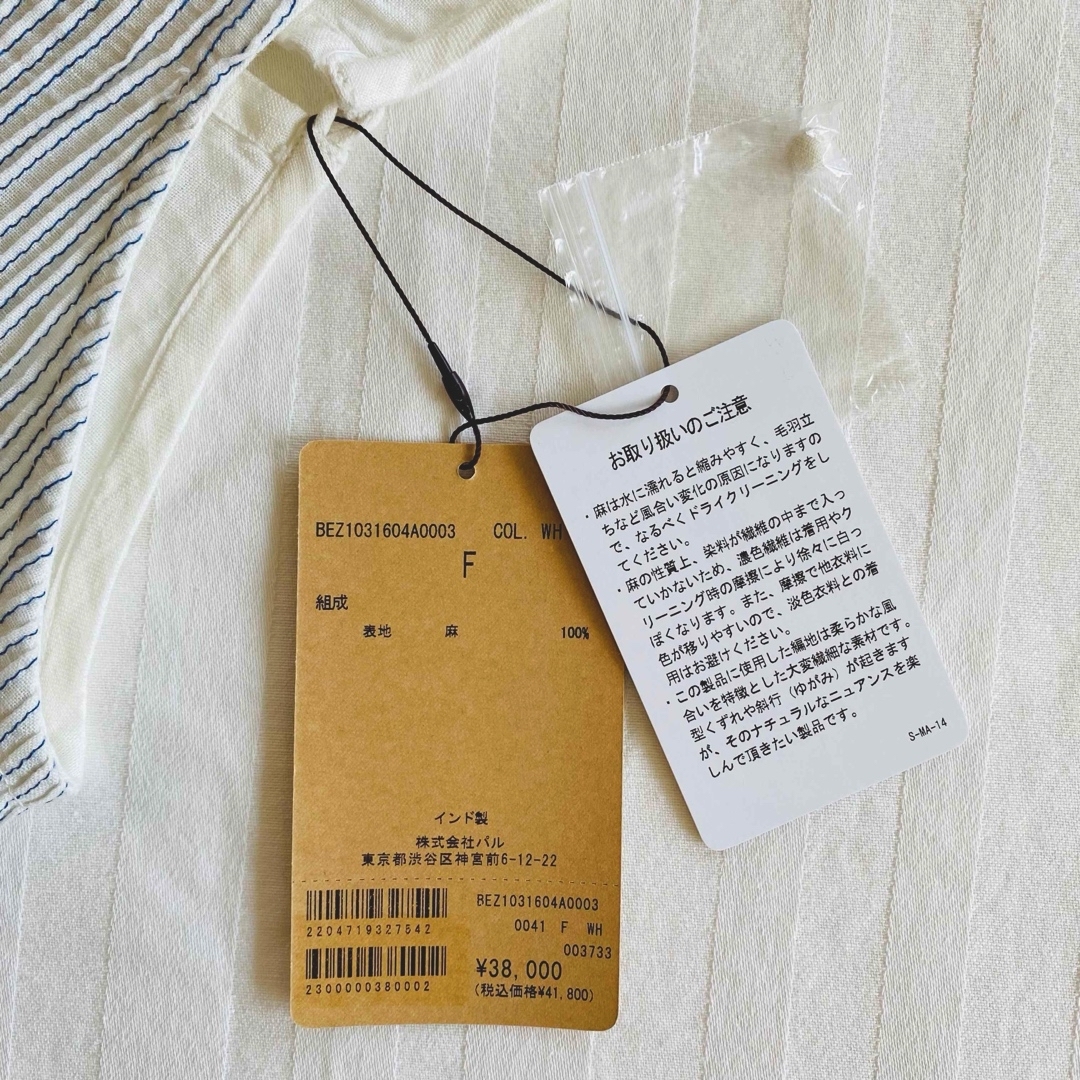 BEZ1031604A0003 COL. WH
F
組成
表地 麻 100%
インド製
株式会社パル
東京都渋谷区神宮前6-12-22
2204719327542
2300000380002
BEZ1031604A0003
0041 F WH
003733
¥38,000
(税込価格¥41,800)
お取り扱いのご注意
・麻は水に濡れると縮みやすく、毛羽立
ちなど風合い変化の原因になりますの
で、なるべくドライクリーニングをし
てください。
・麻の性質上、染料が繊維の中まで入っ
ていかないため、濃色繊維は着用やク
リーニング時の摩擦により徐々に白っ
ぽくなります。また、摩擦で他衣料に
色が移りやすいので、淡色衣料との着
用はお避けください。
・この製品に使用した編地は柔らかな風
合いを特徴とした大変繊細な素材です。
型くずれや斜行（ゆがみ）が起きます
が、そのナチュラルなニュアンスを楽
しんで頂きたい製品です。
S-MA-14